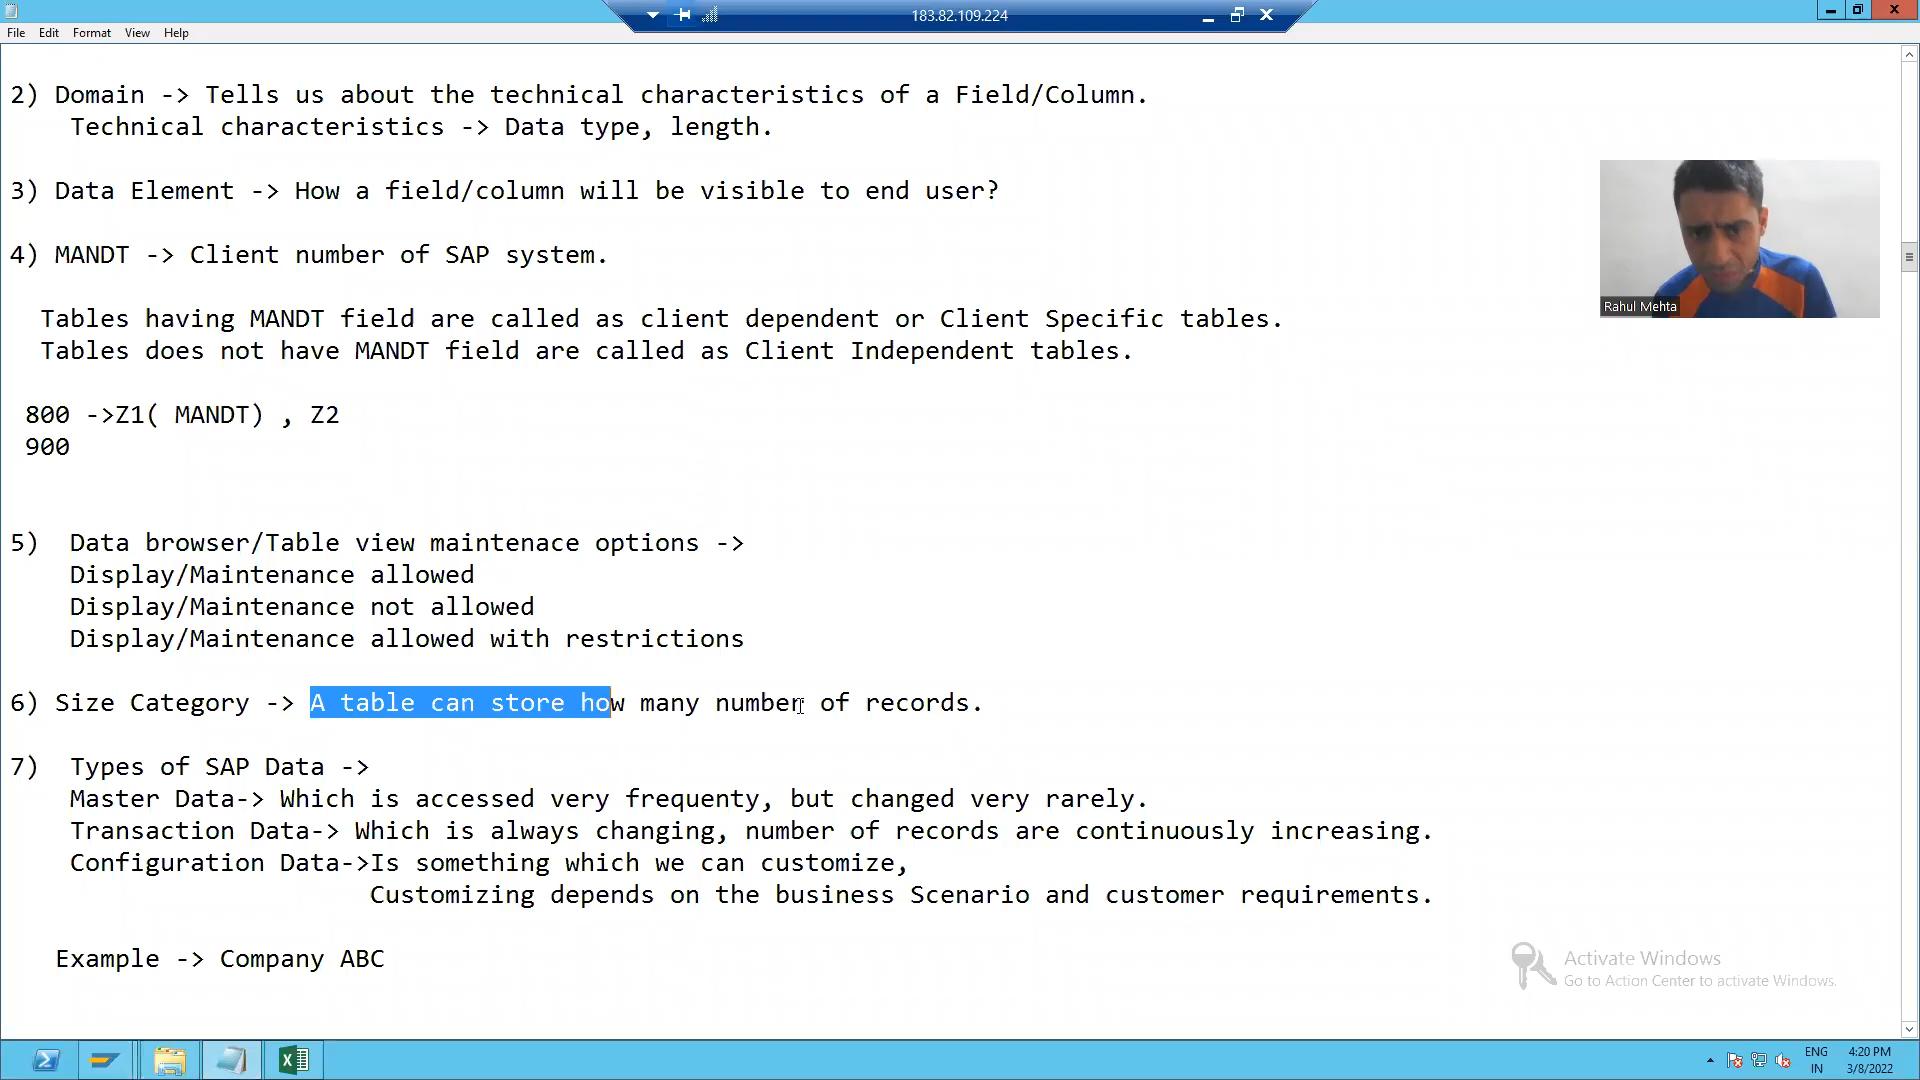 183.82.109.224
File Edit Format View Help
2) Domain -> Tells us about the technical characteristics of a Field/Column.
Technical characteristics -> Data type, length.
3) Data Element -> How a field/column will be visible to end user?
4) MANDT -> Client number of SAP system.
Rahul Mehta
Tables having MANDT field are called as client dependent or Client Specific tables.
Tables does not have MANDT field are called as Client Independent tables.
800 ->Z1( MANDT) , Z2
900
5) Data browser/Table view maintenace options ->
Display/Maintenance allowed
Display/Maintenance not allowed
Display/Maintenance allowed with restrictions
6) Size Category -> A table can store how many number of records.
7) Types of SAP Data ->
Master Data-> Which is accessed very frequenty, but changed very rarely.
Transaction Data-> Which is always changing, number of records are continuously increasing.
Configuration Data->Is something which we can customize,
Customizing depends on the business Scenario and customer requirements.
Example -> Company ABC
Activate Windows
Go to Action Center to activate Windows.
ENG 4:20 PM
IN 3/8/2022